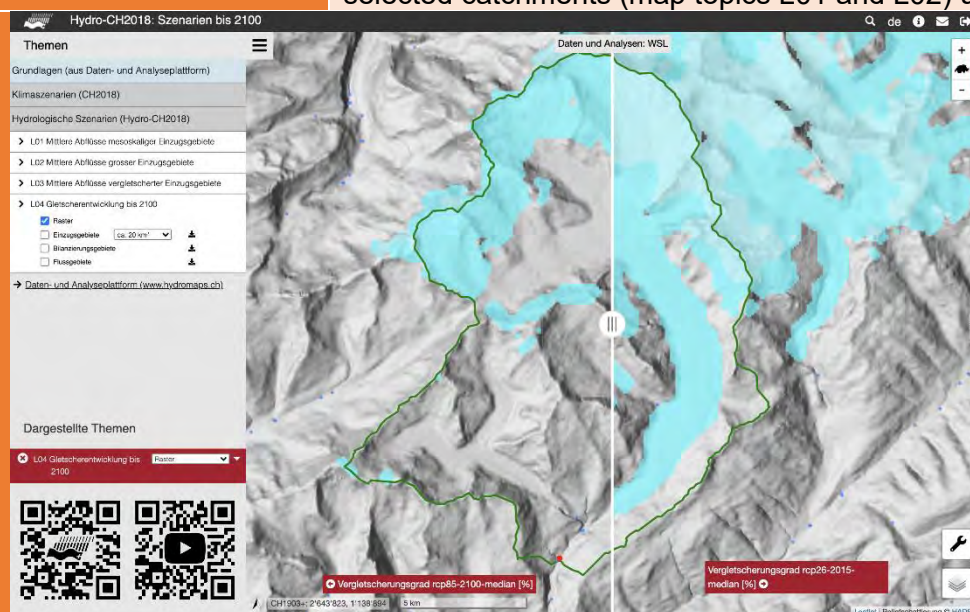 selected catchments (map topics L01 and L02) a
Hydro-CH2018: Szenarien bis 2100
de
Themen
Grundlagen (aus Daten- und Analyseplattform)
Klimaszenarien (CH2018)
Hydrologische Szenarien (Hydro-CH2018)
L01 Mittlere Abflüsse mesoskaliger Einzugsgebiete
L02 Mittlere Abflüsse grosser Einzugsgebiete
L03 Mittlere Abflüsse vergletscherter Einzugsgebiete
L04 Gletscherentwicklung bis 2100
Raster
Einzugsgebiete ca. 20 km²
Bilanzierungsgebiete
Flussgebiete
→ Daten- und Analyseplattform (www.hydromaps.ch)
Dargestellte Themen
L04 Gletscherentwicklung bis 2100 Raster
Daten und Analysen: WSL
+
-
Vergletscherungsgrad rcp85-2100-median [%]
Vergletscherungsgrad rcp26-2015-
median [%]
CH1903+: 2'643'823, 1'138'894
5 km
Leaflet | Reliefschattierung ©